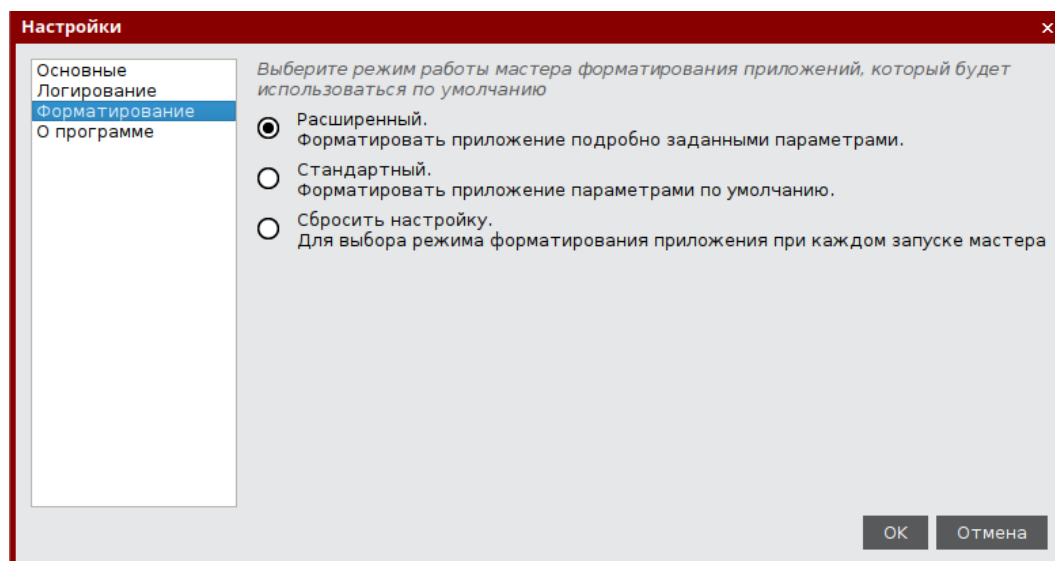 Настройки
Основные
Логирование
Форматирование
О программе
Выберите режим работы мастера форматирования приложений, который будет
использоваться по умолчанию
Расширенный.
Форматировать приложение подробно заданными параметрами.
Стандартный.
Форматировать приложение параметрами по умолчанию.
Сбросить настройку.
Для выбора режима форматирования приложения при каждом запуске мастера
OK
Отмена